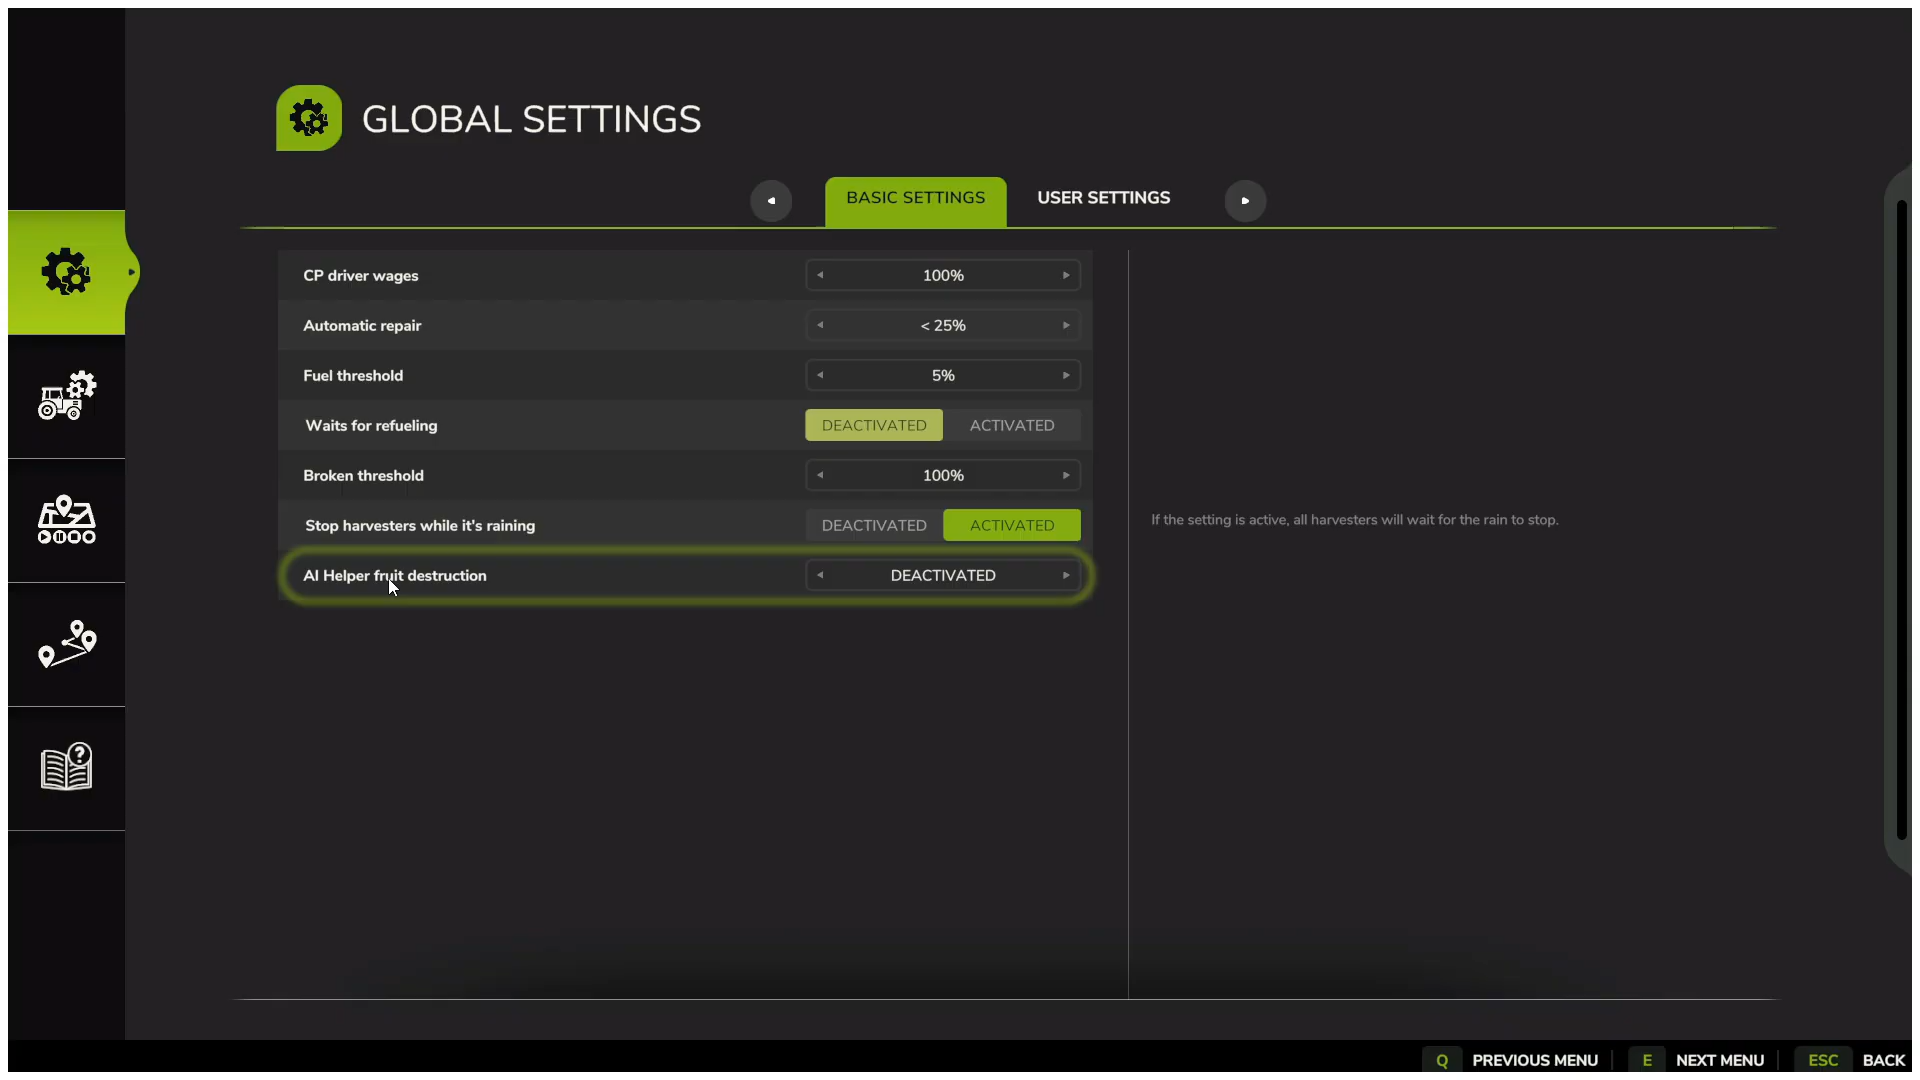 GLOBAL SETTINGS
BASIC SETTINGS USER SETTINGS
CP driver wages 100%
Automatic repair < 25%
Fuel threshold 5%
Waits for refueling DEACTIVATED ACTIVATED
Broken threshold 100%
Stop harvesters while it's raining DEACTIVATED ACTIVATED
If the setting is active, all harvesters will wait for the rain to stop.
AI Helper fruit destruction DEACTIVATED
Q PREVIOUS MENU E NEXT MENU ESC BACK